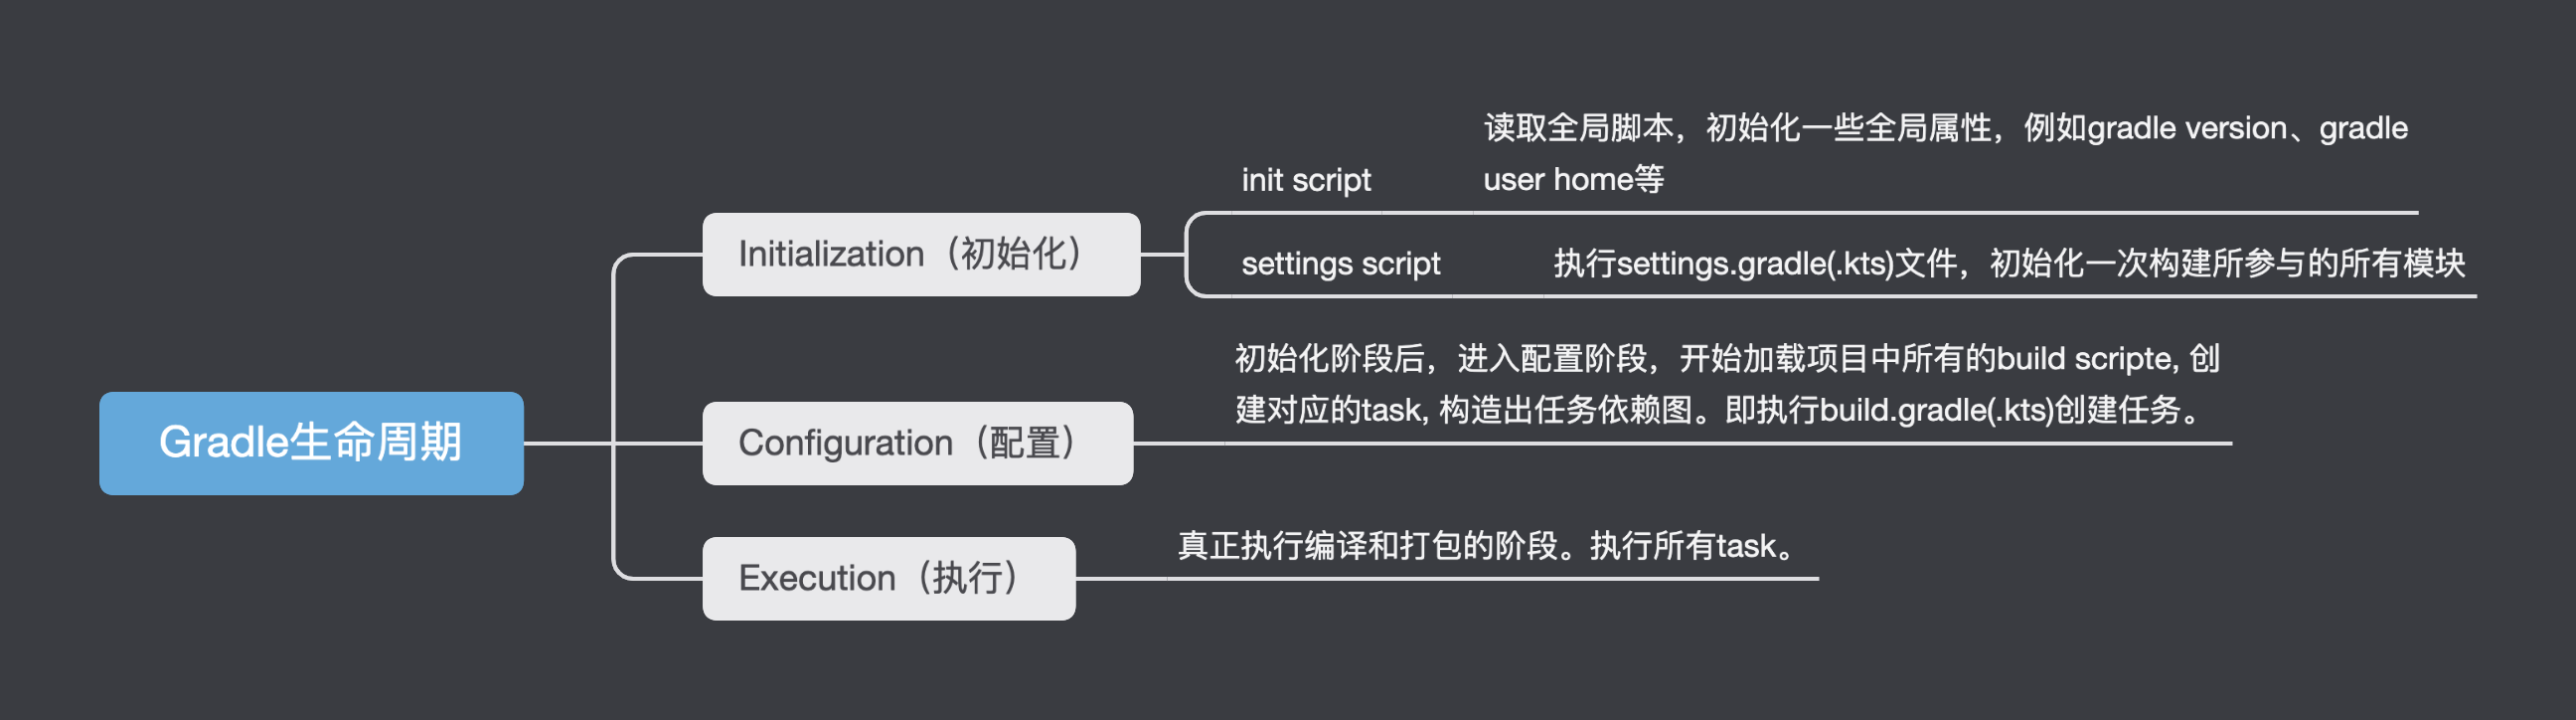 Gradle生命周期
Initialization（初始化）
init script
读取全局脚本，初始化一些全局属性，例如gradle version、gradle
user home等
settings script
执行settings.gradle(.kts)文件，初始化一次构建所参与的所有模块
Configuration（配置）
初始化阶段后，进入配置阶段，开始加载项目中所有的build scripte, 创
建对应的task, 构造出任务依赖图。即执行build.gradle(.kts)创建任务。
Execution（执行）
真正执行编译和打包的阶段。执行所有task。